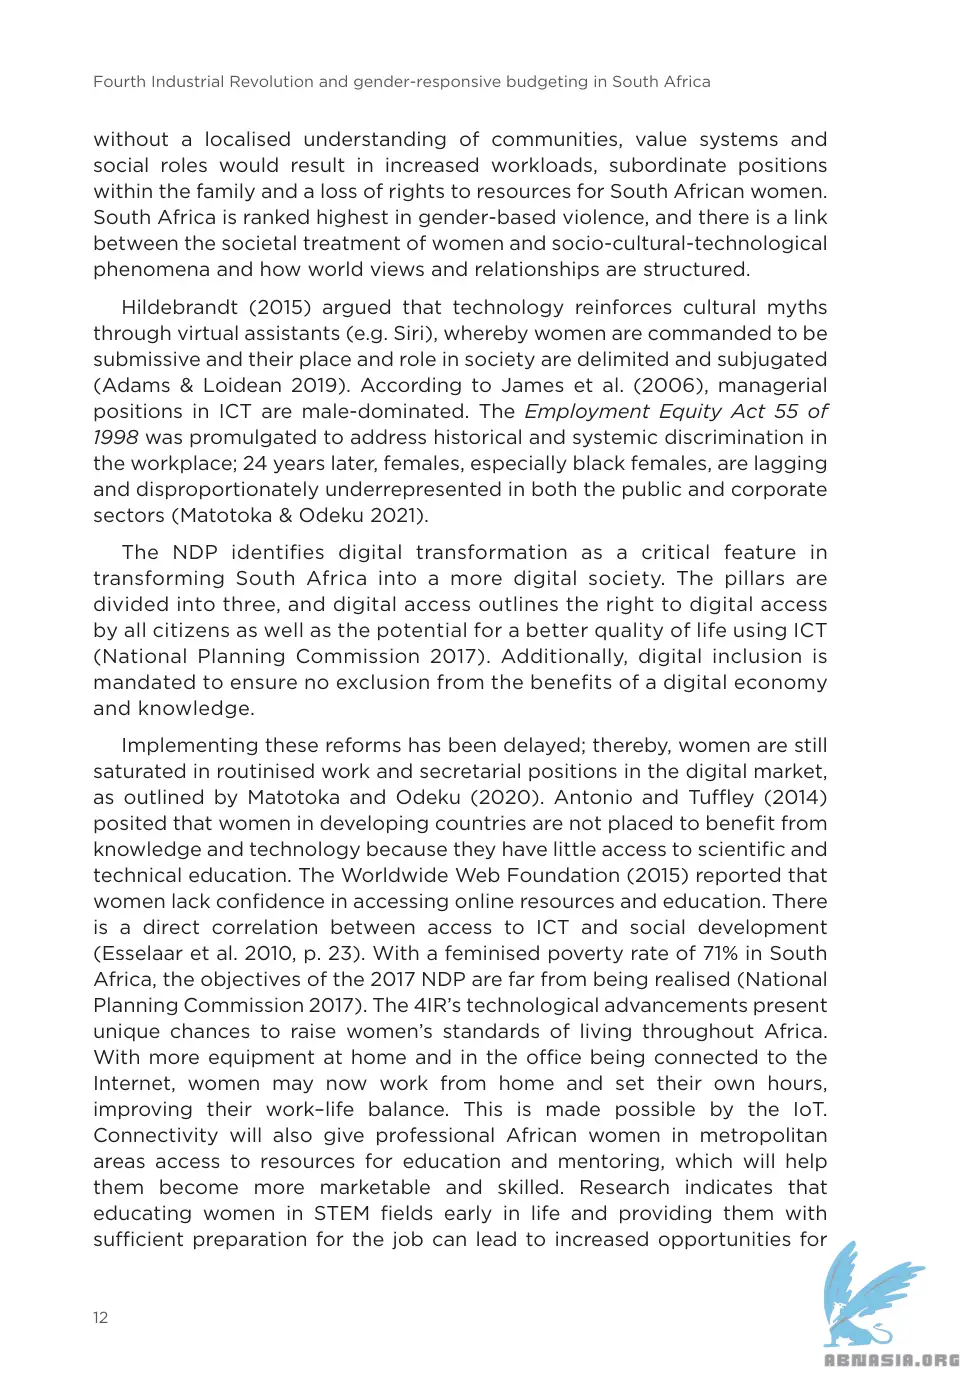 Fourth Industrial Revolution and gender-responsive budgeting in South Africa
without a localised understanding of communities, value systems and
social roles would result in increased workloads, subordinate positions
within the family and a loss of rights to resources for South African women.
South Africa is ranked highest in gender-based violence, and there is a link
between the societal treatment of women and socio-cultural-technological
phenomena and how world views and relationships are structured.
Hildebrandt (2015) argued that technology reinforces cultural myths
through virtual assistants (e.g. Siri), whereby women are commanded to be
submissive and their place and role in society are delimited and subjugated
(Adams & Loidean 2019). According to James et al. (2006), managerial
positions in ICT are male-dominated. The Employment Equity Act 55 of
1998 was promulgated to address historical and systemic discrimination in
the workplace; 24 years later, females, especially black females, are lagging
and disproportionately underrepresented in both the public and corporate
sectors (Matotoka & Odeku 2021).
The NDP identifies digital transformation as a critical feature in
transforming South Africa into a more digital society. The pillars are
divided into three, and digital access outlines the right to digital access
by all citizens as well as the potential for a better quality of life using ICT
(National Planning Commission 2017). Additionally, digital inclusion is
mandated to ensure no exclusion from the benefits of a digital economy
and knowledge.
Implementing these reforms has been delayed; thereby, women are still
saturated in routinised work and secretarial positions in the digital market,
as outlined by Matotoka and Odeku (2020). Antonio and Tuffley (2014)
posited that women in developing countries are not placed to benefit from
knowledge and technology because they have little access to scientific and
technical education. The Worldwide Web Foundation (2015) reported that
women lack confidence in accessing online resources and education. There
is a direct correlation between access to ICT and social development
(Esselaar et al. 2010, p. 23). With a feminised poverty rate of 71% in South
Africa, the objectives of the 2017 NDP are far from being realised (National
Planning Commission 2017). The 4IR's technological advancements present
unique chances to raise women's standards of living throughout Africa.
With more equipment at home and in the office being connected to the
Internet, women may now work from home and set their own hours,
improving their work–life balance. This is made possible by the IoT.
Connectivity will also give professional African women in metropolitan
areas access to resources for education and mentoring, which will help
them become more marketable and skilled. Research indicates that
educating women in STEM fields early in life and providing them with
sufficient preparation for the job can lead to increased opportunities for
12
ABNASIA.ORG